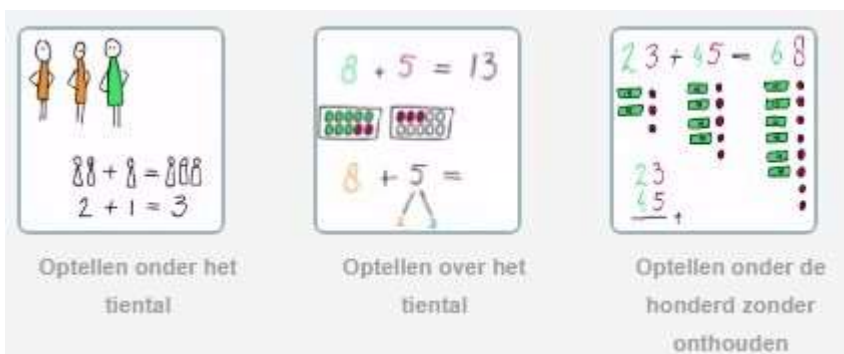 2 + 1 = 3
Optellen onder het
tiental
8 + 5 = 13
8 + 5 =
Optellen over het
tiental
23 + 45 = 68
23
45
+
Optellen onder de
honderd zonder
onthouden